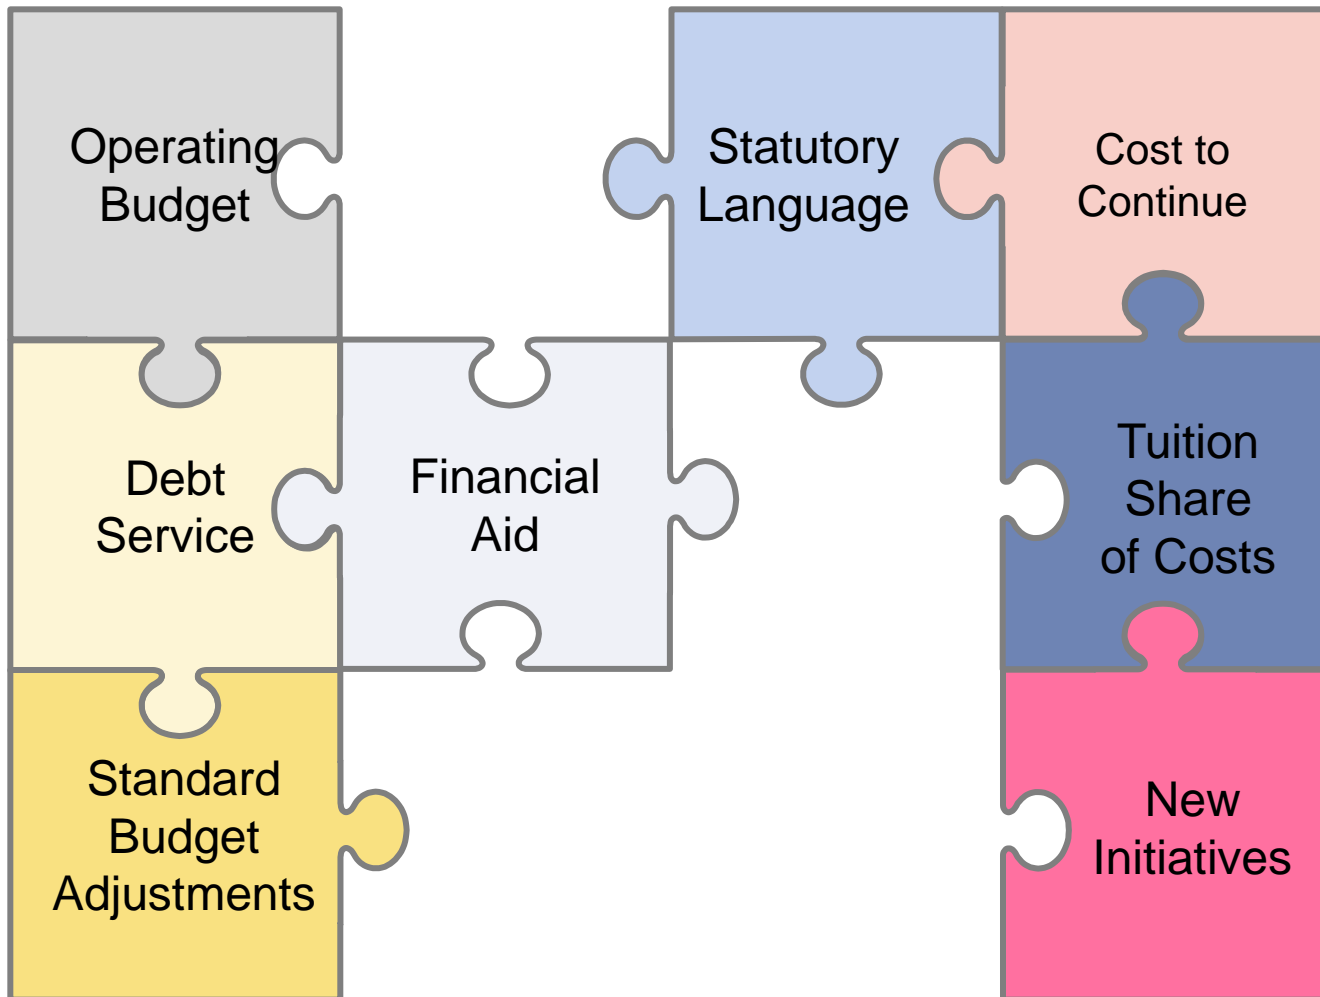 Operating
Budget
Statutory
Language
Cost to
Continue
Debt
Service
Financial
Aid
Tuition
Share
of Costs
Standard
Budget
Adjustments
New
Initiatives